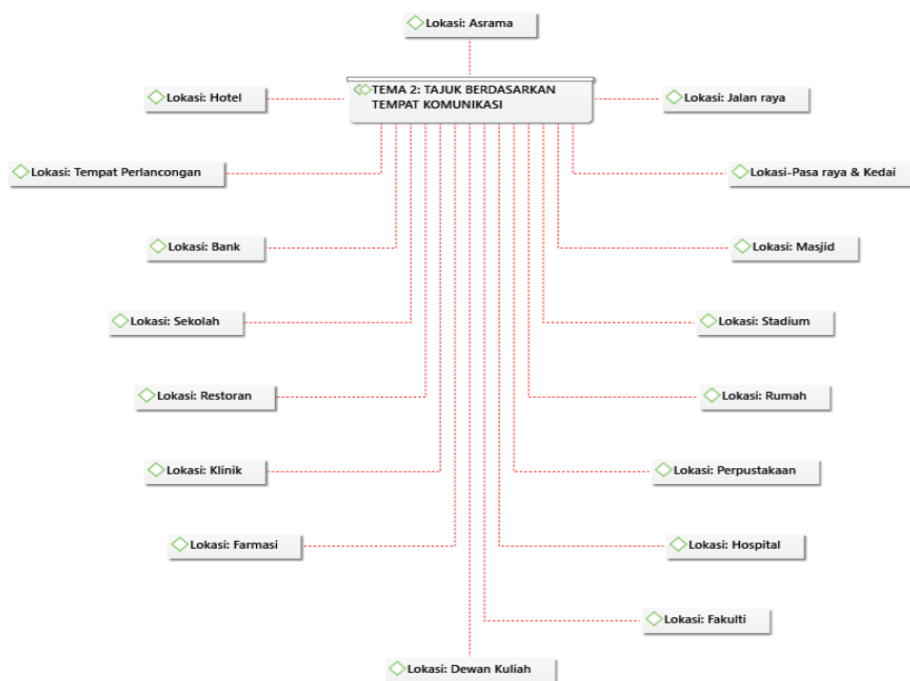 Lokasi: Asrama
Lokasi: Hotel
TEMA 2: TAJUK BERDASARKAN
TEMPAT KOMUNIKASI
Lokasi: Jalan raya
Lokasi: Tempat Perlancongan
Lokasi-Pasa raya & Kedai
Lokasi: Bank
Lokasi: Masjid
Lokasi: Sekolah
Lokasi: Stadium
Lokasi: Restoran
Lokasi: Rumah
Lokasi: Klinik
Lokasi: Perpustakaan
Lokasi: Farmasi
Lokasi: Hospital
Lokasi: Fakulti
Lokasi: Dewan Kuliah